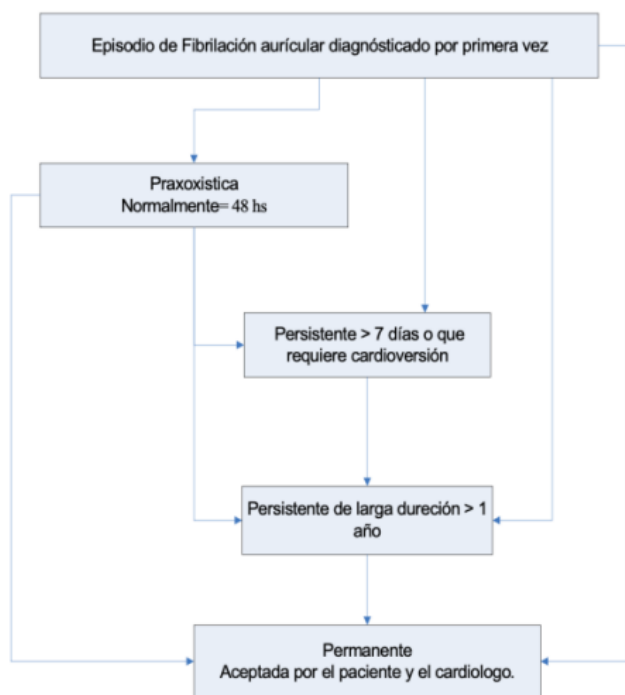 Episodio de Fibrilación aurícular diagnósticado por primera vez
Praxoxistica
Normalmente= 48 hs
Persistente > 7 días o que
requiere cardioversión
Persistente de larga dureción > 1
año
Permanente
Aceptada por el paciente y el cardiologo.